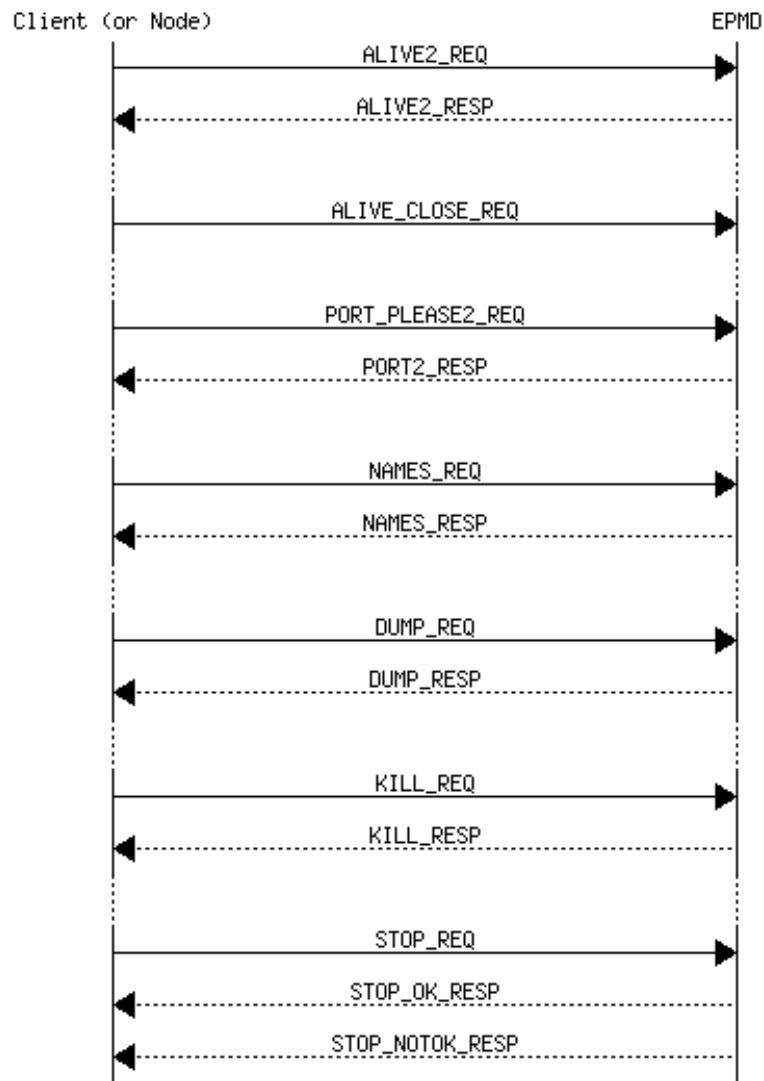 Client (or Node) EPMD
ALIVE2_REQ
ALIVE2_RESP
ALIVE_CLOSE_REQ
PORT_PLEASE2_REQ
PORT2_RESP
NAMES_REQ
NAMES_RESP
DUMP_REQ
DUMP_RESP
KILL_REQ
KILL_RESP
STOP_REQ
STOP_OK_RESP
STOP_NOTOK_RESP